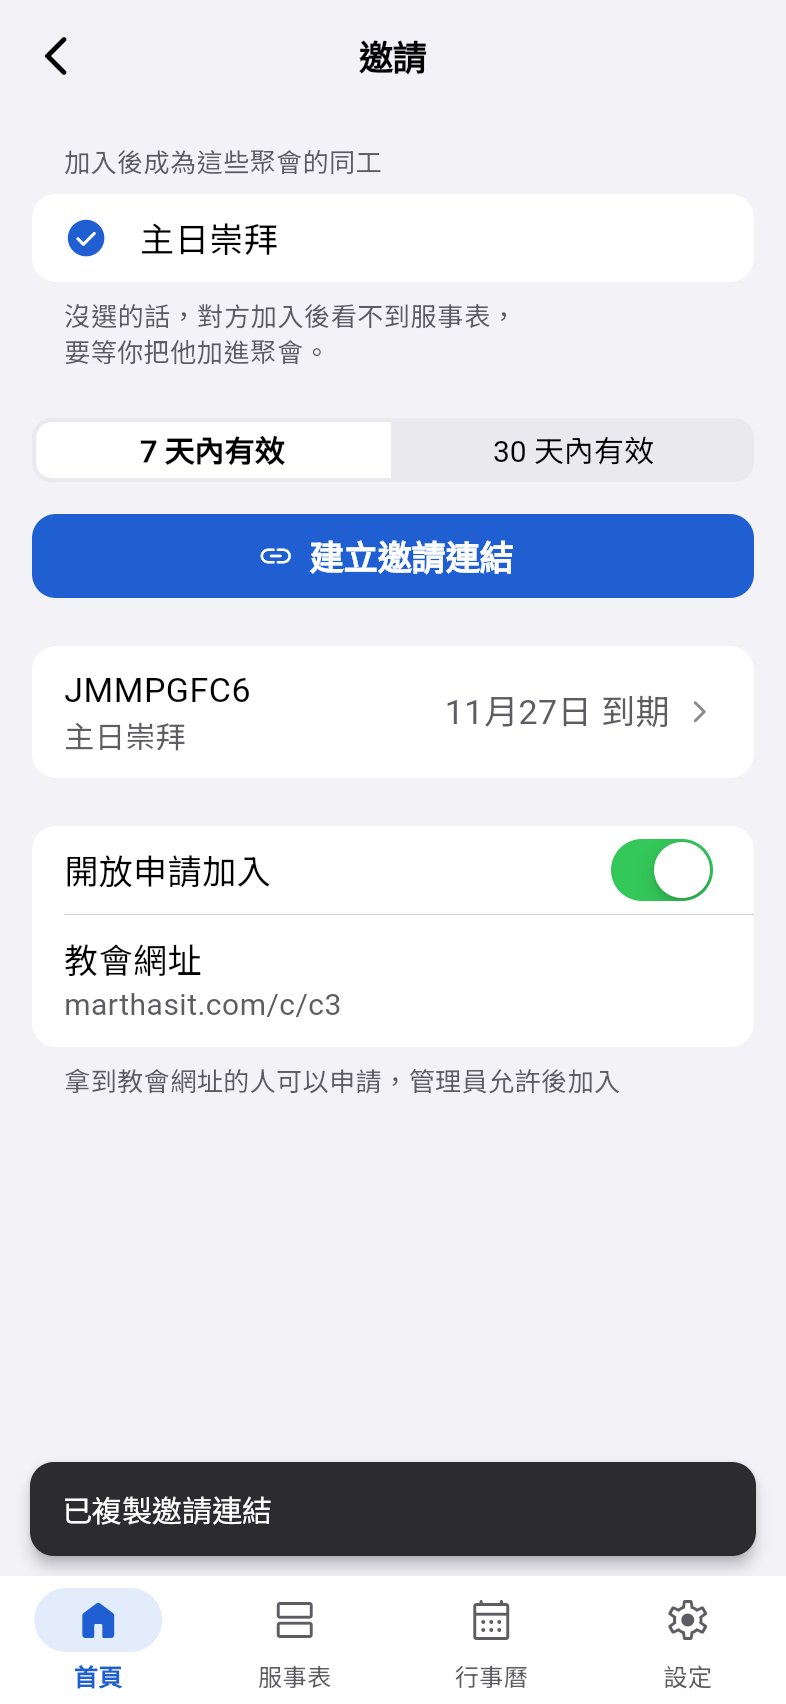 邀請
加入後成為這些聚會的同工
主日崇拜
沒選的話，對方加入後看不到服事表，
要等你把他加進聚會。
7 天內有效
30 天內有效
建立邀請連結
JMMPGFC6
主日崇拜
11月27日 到期
開放申請加入
教會網址
marthasit.com/c/c3
拿到教會網址的人可以申請，管理員允許後加入
已複製邀請連結
首頁
服事表
行事曆
設定